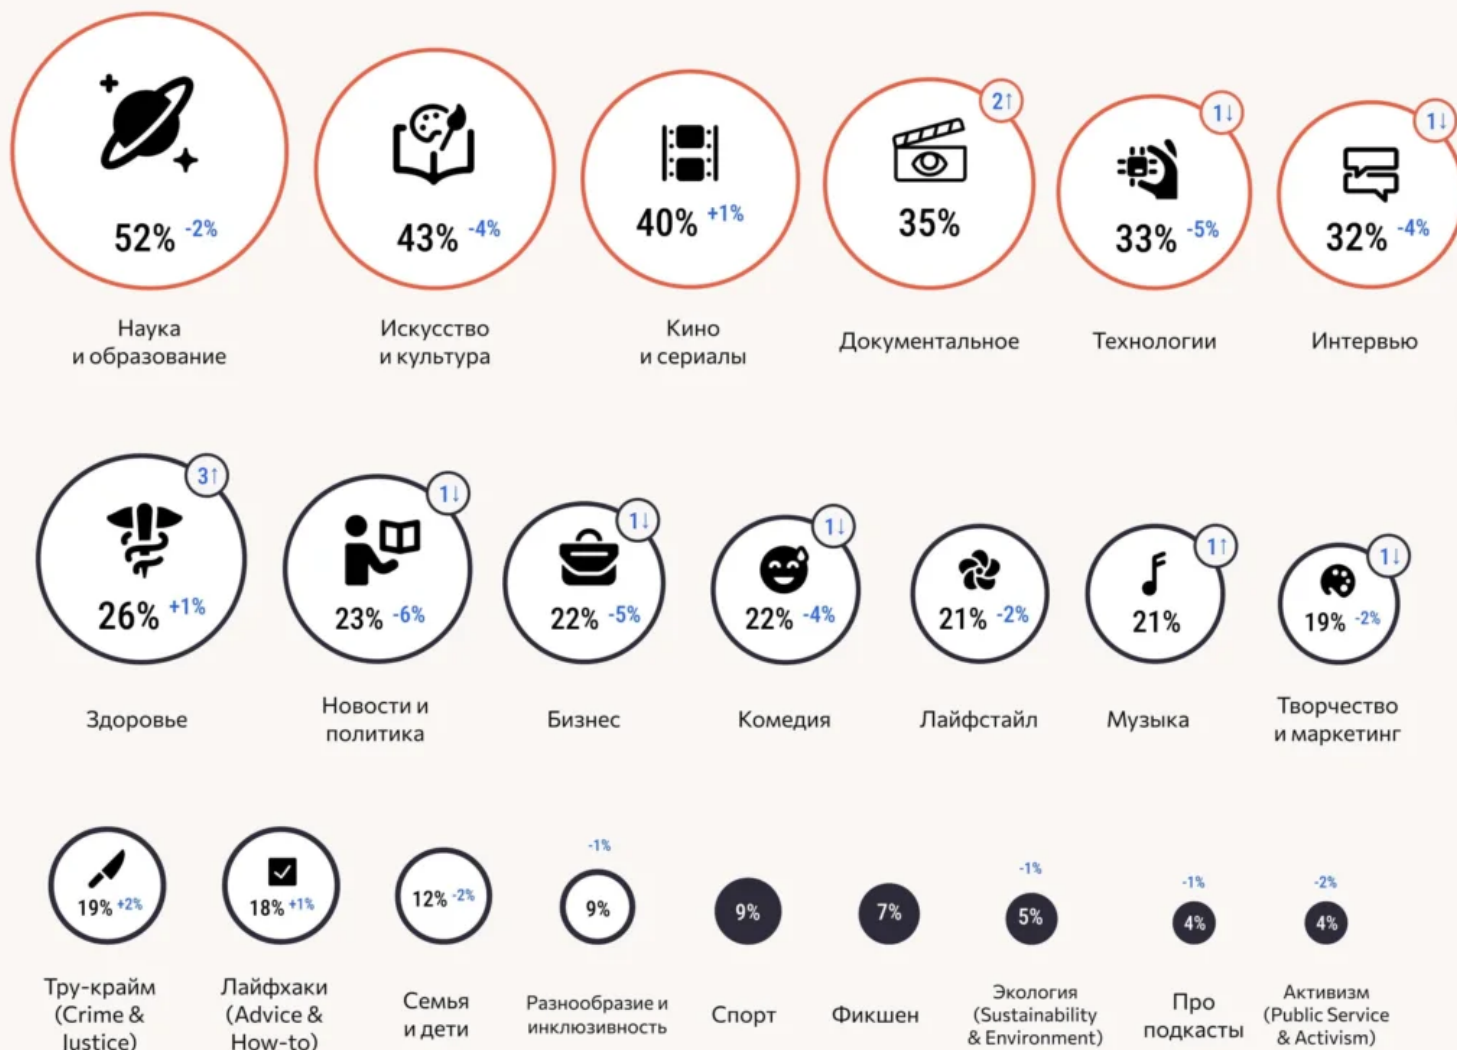 2↑
1↓
1↓
52% -2%
43% -4%
40% +1%
35%
33% -5%
32% -4%
Наука
и образование
Искусство
и культура
Кино
и сериалы
Документальное
Технологии
Интервью
3↑
1↓
1↓
1↓
1↑
1↓
26% +1%
23% -6%
22% -5%
22% -4%
21% -2%
21%
19% -2%
Здоровье
Новости и
политика
Бизнес
Комедия
Лайфстайл
Музыка
Творчество
и маркетинг
19% +2%
18% +1%
12% -2%
-1%
9%
9%
7%
-1%
5%
-1%
4%
-2%
4%
Тру-крайм
(Crime &
Justice)
Лайфхаки
(Advice &
How-to)
Семья
и дети
Разнообразие и
инклюзивность
Спорт
Фикшен
Экология
(Sustainability
& Environment)
Про
подкасты
Активизм
(Public Service
& Activism)